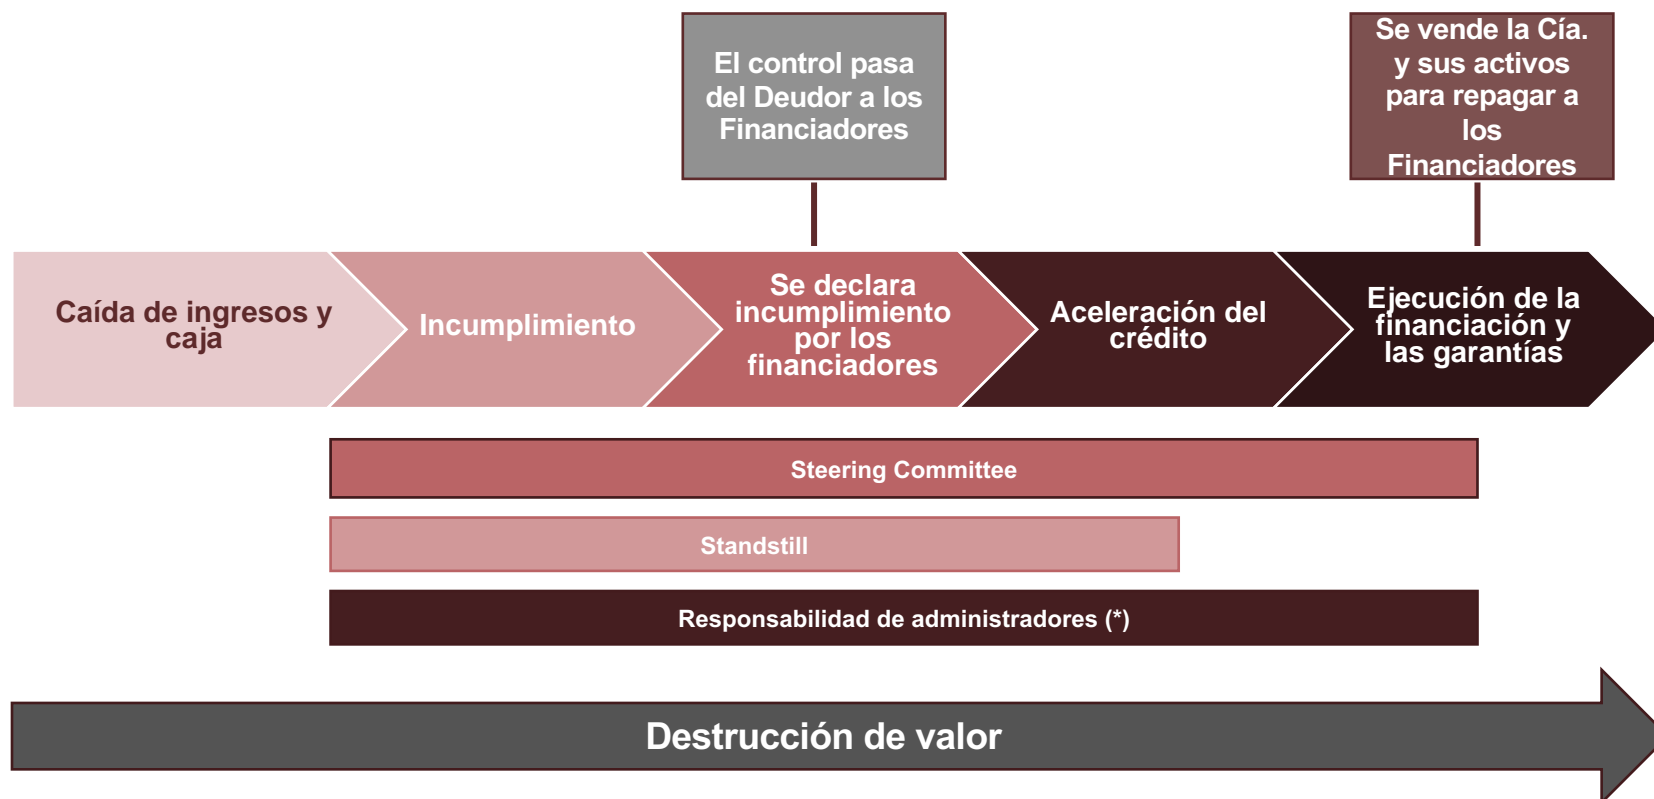 El control pasa
del Deudor a los
Financiadores
Se vende la Cía.
y sus activos
para repagar a
los
Financiadores
Caída de ingresos y
caja
Incumplimiento
Se declara
incumplimiento
por los
financiadores
Aceleración del
crédito
Ejecución de la
financiación y
las garantías
Steering Committee
Standstill
Responsabilidad de administradores (*)
Destrucción de valor